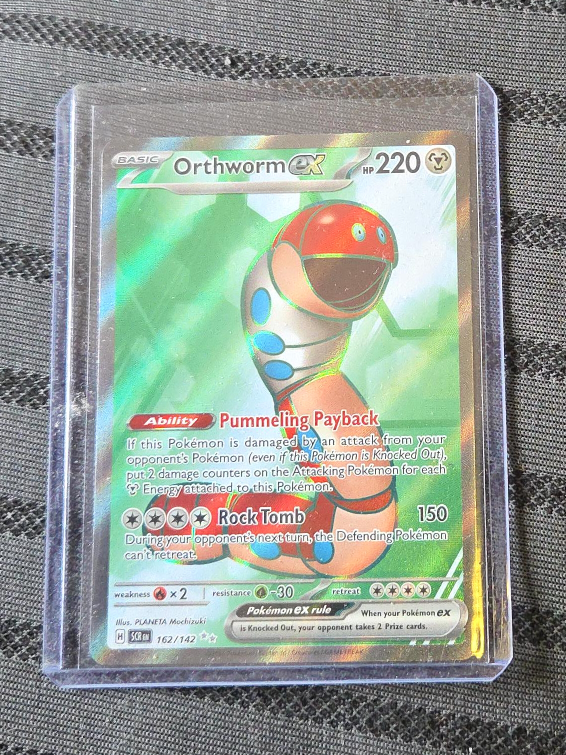 BASIC Orthworm ex HP 220
Ability Pummeling Payback
If this Pokémon is damaged by an attack from your
opponent's Pokémon (even if this Pokémon is Knocked Out),
put 2 damage counters on the Attacking Pokémon for each
Energy attached to this Pokémon.
Rock Tomb 150
During your opponent's next turn, the Defending Pokémon
can't retreat.
weakness ×2 resistance -30 retreat
Pokémon ex rule When your Pokémon ex
is Knocked Out, your opponent takes 2 Prize cards.
Illus. PLANETA Mochizuki
H SCR EN 162/142